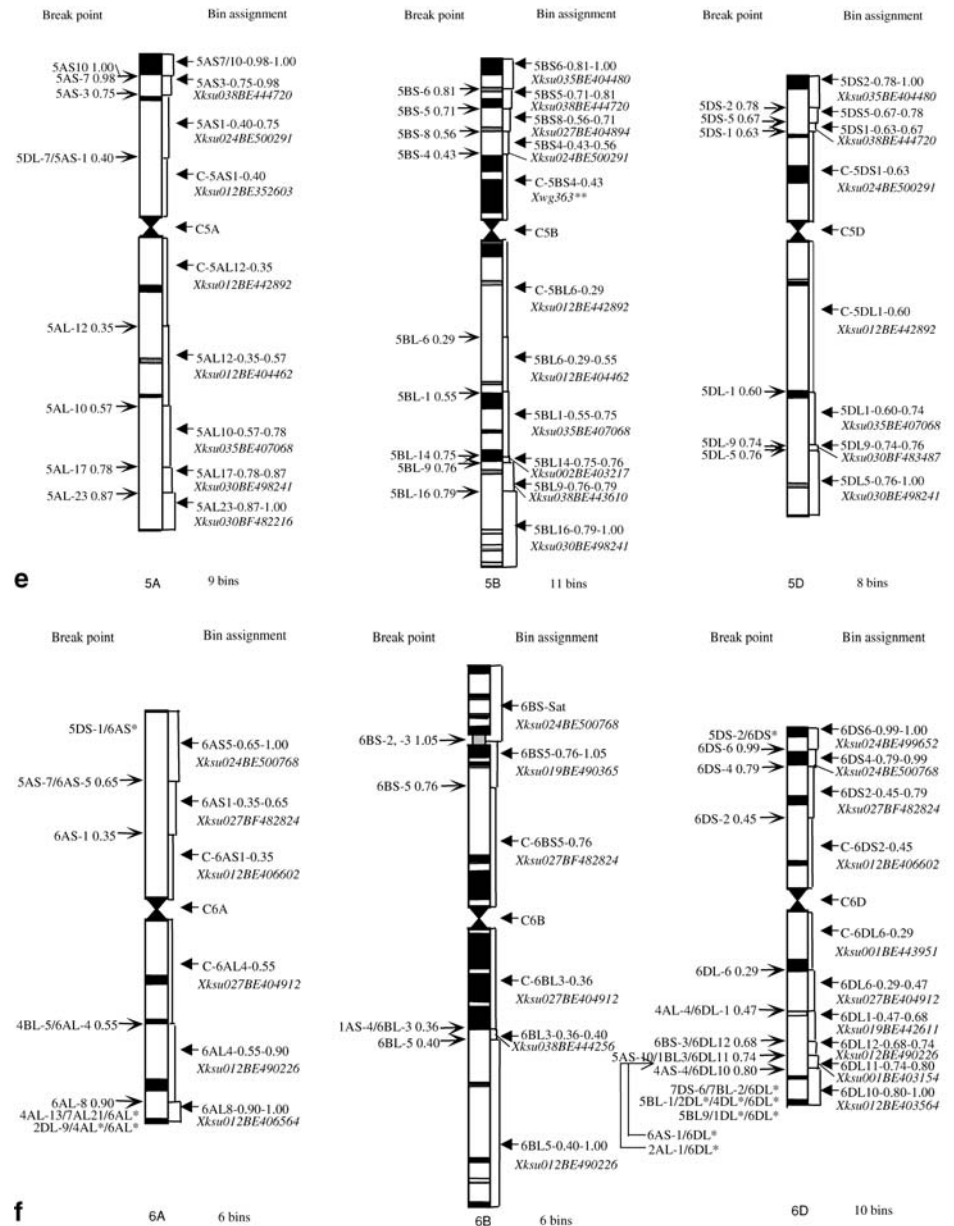 Break point
Bin assignment
5AS10 1.00
5AS-7 0.98
5AS-3 0.75
5DL-7/5AS-1 0.40
5AL-12 0.35
5AL-10 0.57
5AL-17 0.78
5AL-23 0.87
5AS7/10-0.98-1.00
5AS3-0.75-0.98
Xksu038BE444720
5AS1-0.40-0.75
Xksu024BE500291
C-5AS1-0.40
Xksu012BE352603
C5A
C-5AL12-0.35
Xksu012BE442892
5AL12-0.35-0.57
Xksu012BE404462
5AL10-0.57-0.78
Xksu035BE407068
5AL17-0.78-0.87
Xksu030BE498241
5AL23-0.87-1.00
Xksu030BF482216
e
5A
9 bins
Break point
Bin assignment
5BS-6 0.81
5BS-5 0.71
5BS-8 0.56
5BS-4 0.43
5BL-6 0.29
5BL-1 0.55
5BL-14 0.75
5BL-9 0.76
5BL-16 0.79
5BS6-0.81-1.00
Xksu035BE404480
5BS5-0.71-0.81
Xksu038BE444720
5BS8-0.56-0.71
Xksu027BE404894
5BS4-0.43-0.56
Xksu024BE500291
C-5BS4-0.43
Xwg363**
C5B
C-5BL6-0.29
Xksu012BE442892
5BL6-0.29-0.55
Xksu012BE404462
5BL1-0.55-0.75
Xksu035BE407068
5BL14-0.75-0.76
Xksu002BE403217
5BL9-0.76-0.79
Xksu038BE443610
5BL16-0.79-1.00
Xksu030BE498241
5B
11 bins
Break point
Bin assignment
5DS-2 0.78
5DS-5 0.67
5DS-1 0.63
5DL-1 0.60
5DL-9 0.74
5DL-5 0.76
5DS2-0.78-1.00
Xksu035BE404480
5DS5-0.67-0.78
5DS1-0.63-0.67
Xksu038BE444720
C-5DS1-0.63
Xksu024BE500291
C5D
C-5DL1-0.60
Xksu012BE442892
5DL1-0.60-0.74
Xksu035BE407068
5DL9-0.74-0.76
Xksu030BF483487
5DL5-0.76-1.00
Xksu030BE498241
5D
8 bins
Break point
Bin assignment
5DS-1/6AS*
5AS-7/6AS-5 0.65
6AS-1 0.35
4BL-5/6AL-4 0.55
6AL-8 0.90
4AL-13/7AL21/6AL*
2DL-9/4AL*/6AL*
6AS5-0.65-1.00
Xksu024BE500768
6AS1-0.35-0.65
Xksu027BF482824
C-6AS1-0.35
Xksu012BE406602
C6A
C-6AL4-0.55
Xksu027BE404912
6AL4-0.55-0.90
Xksu012BE490226
6AL8-0.90-1.00
Xksu012BE406564
f
6A
6 bins
Break point
Bin assignment
6BS-2, -3 1.05
6BS-5 0.76
1AS-4/6BL-3 0.36
6BL-5 0.40
6BS-Sat
Xksu024BE500768
6BS5-0.76-1.05
Xksu019BE490365
C-6BS5-0.76
Xksu027BF482824
C6B
C-6BL3-0.36
Xksu027BE404912
6BL3-0.36-0.40
Xksu038BE444256
6BL5-0.40-1.00
Xksu012BE490226
6B
6 bins
Break point
Bin assignment
5DS-2/6DS*
6DS-6 0.99
6DS-4 0.79
6DS-2 0.45
6DL-6 0.29
4AL-4/6DL-1 0.47
6BS-3/6DL12 0.68
5AS-10/1BL3/6DL11 0.74
4AS-4/6DL10 0.80
7DS-6/7BL-2/6DL*
5BL-1/2DL*/4DL*/6DL*
5BL9/1DL*/6DL*
6AS-1/6DL*
2AL-1/6DL*
6DS6-0.99-1.00
Xksu024BE499652
6DS4-0.79-0.99
Xksu024BE500768
6DS2-0.45-0.79
Xksu027BF482824
C-6DS2-0.45
Xksu012BE406602
C6D
C-6DL6-0.29
Xksu001BE443951
6DL6-0.29-0.47
Xksu027BE404912
6DL1-0.47-0.68
Xksu019BE442611
6DL12-0.68-0.74
Xksu012BE490226
6DL11-0.74-0.80
Xksu001BE403154
6DL10-0.80-1.00
Xksu012BE403564
6D
10 bins